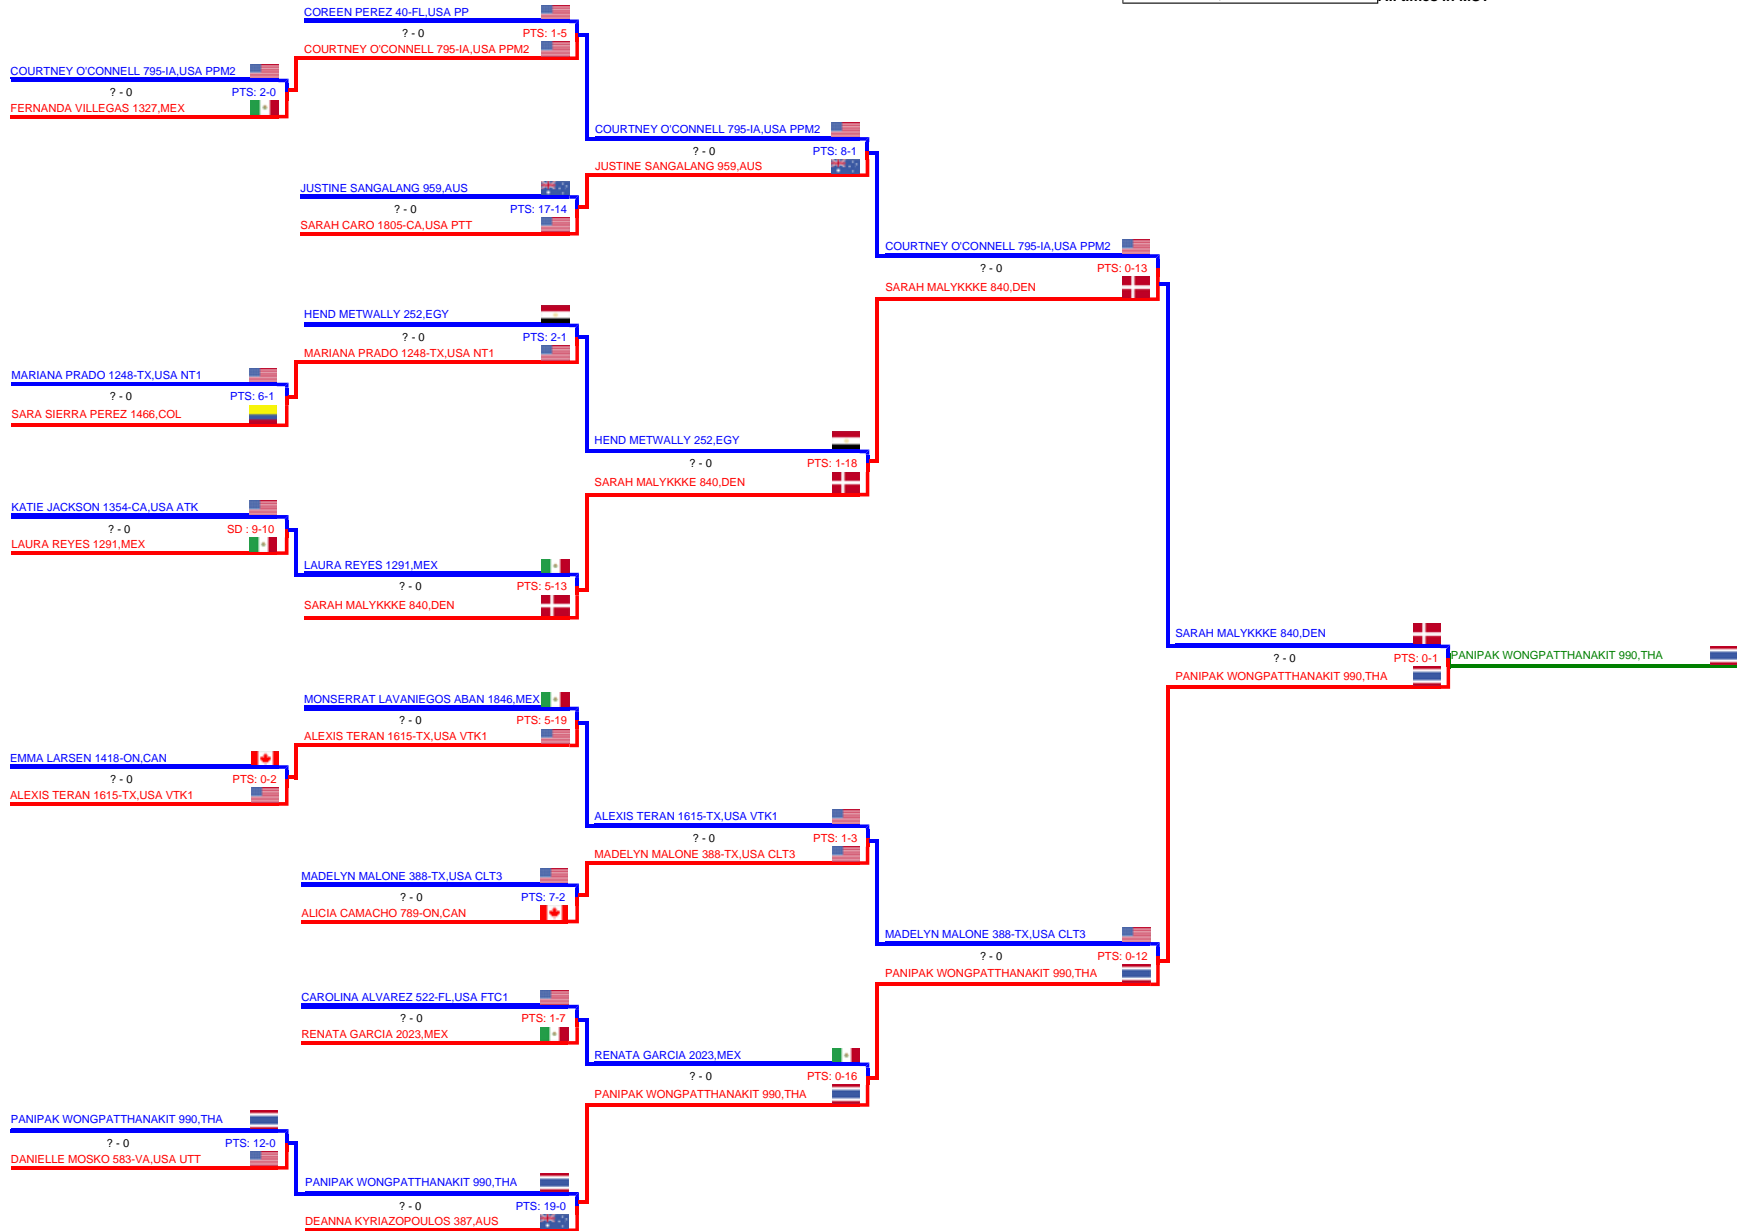 COREEN PEREZ 40-FL,USA PP
? - 0 PTS: 1-5
COURTNEY O'CONNELL 795-IA,USA PPM2
COURTNEY O'CONNELL 795-IA,USA PPM2
? - 0 PTS: 2-0
FERNANDA VILLEGAS 1327,MEX
COURTNEY O'CONNELL 795-IA,USA PPM2
? - 0 PTS: 8-1
JUSTINE SANGALANG 959,AUS
JUSTINE SANGALANG 959,AUS
? - 0 PTS: 17-14
SARAH CARO 1805-CA,USA PTT
COURTNEY O'CONNELL 795-IA,USA PPM2
? - 0 PTS: 0-13
SARAH MALYKKKE 840,DEN
HEND METWALLY 252,EGY
? - 0 PTS: 2-1
MARIANA PRADO 1248-TX,USA NT1
MARIANA PRADO 1248-TX,USA NT1
? - 0 PTS: 6-1
SARA SIERRA PEREZ 1466,COL
HEND METWALLY 252,EGY
? - 0 PTS: 1-18
SARAH MALYKKKE 840,DEN
KATIE JACKSON 1354-CA,USA ATK
? - 0 SD : 9-10
LAURA REYES 1291,MEX
LAURA REYES 1291,MEX
? - 0 PTS: 5-13
SARAH MALYKKKE 840,DEN
SARAH MALYKKKE 840,DEN
? - 0 PTS: 0-1
PANIPAK WONGPATTHANAKIT 990,THA
PANIPAK WONGPATTHANAKIT 990,THA
MONSERRAT LAVANIEGOS ABAN 1846,MEX
? - 0 PTS: 5-19
ALEXIS TERAN 1615-TX,USA VTK1
EMMA LARSEN 1418-ON,CAN
? - 0 PTS: 0-2
ALEXIS TERAN 1615-TX,USA VTK1
ALEXIS TERAN 1615-TX,USA VTK1
? - 0 PTS: 1-3
MADELYN MALONE 388-TX,USA CLT3
MADELYN MALONE 388-TX,USA CLT3
? - 0 PTS: 7-2
ALICIA CAMACHO 789-ON,CAN
MADELYN MALONE 388-TX,USA CLT3
? - 0 PTS: 0-12
PANIPAK WONGPATTHANAKIT 990,THA
CAROLINA ALVAREZ 522-FL,USA FTC1
? - 0 PTS: 1-7
RENATA GARCIA 2023,MEX
RENATA GARCIA 2023,MEX
? - 0 PTS: 0-16
PANIPAK WONGPATTHANAKIT 990,THA
PANIPAK WONGPATTHANAKIT 990,THA
? - 0 PTS: 12-0
DANIELLE MOSKO 583-VA,USA UTT
PANIPAK WONGPATTHANAKIT 990,THA
? - 0 PTS: 19-0
DEANNA KYRIAZOPOULOS 387,AUS